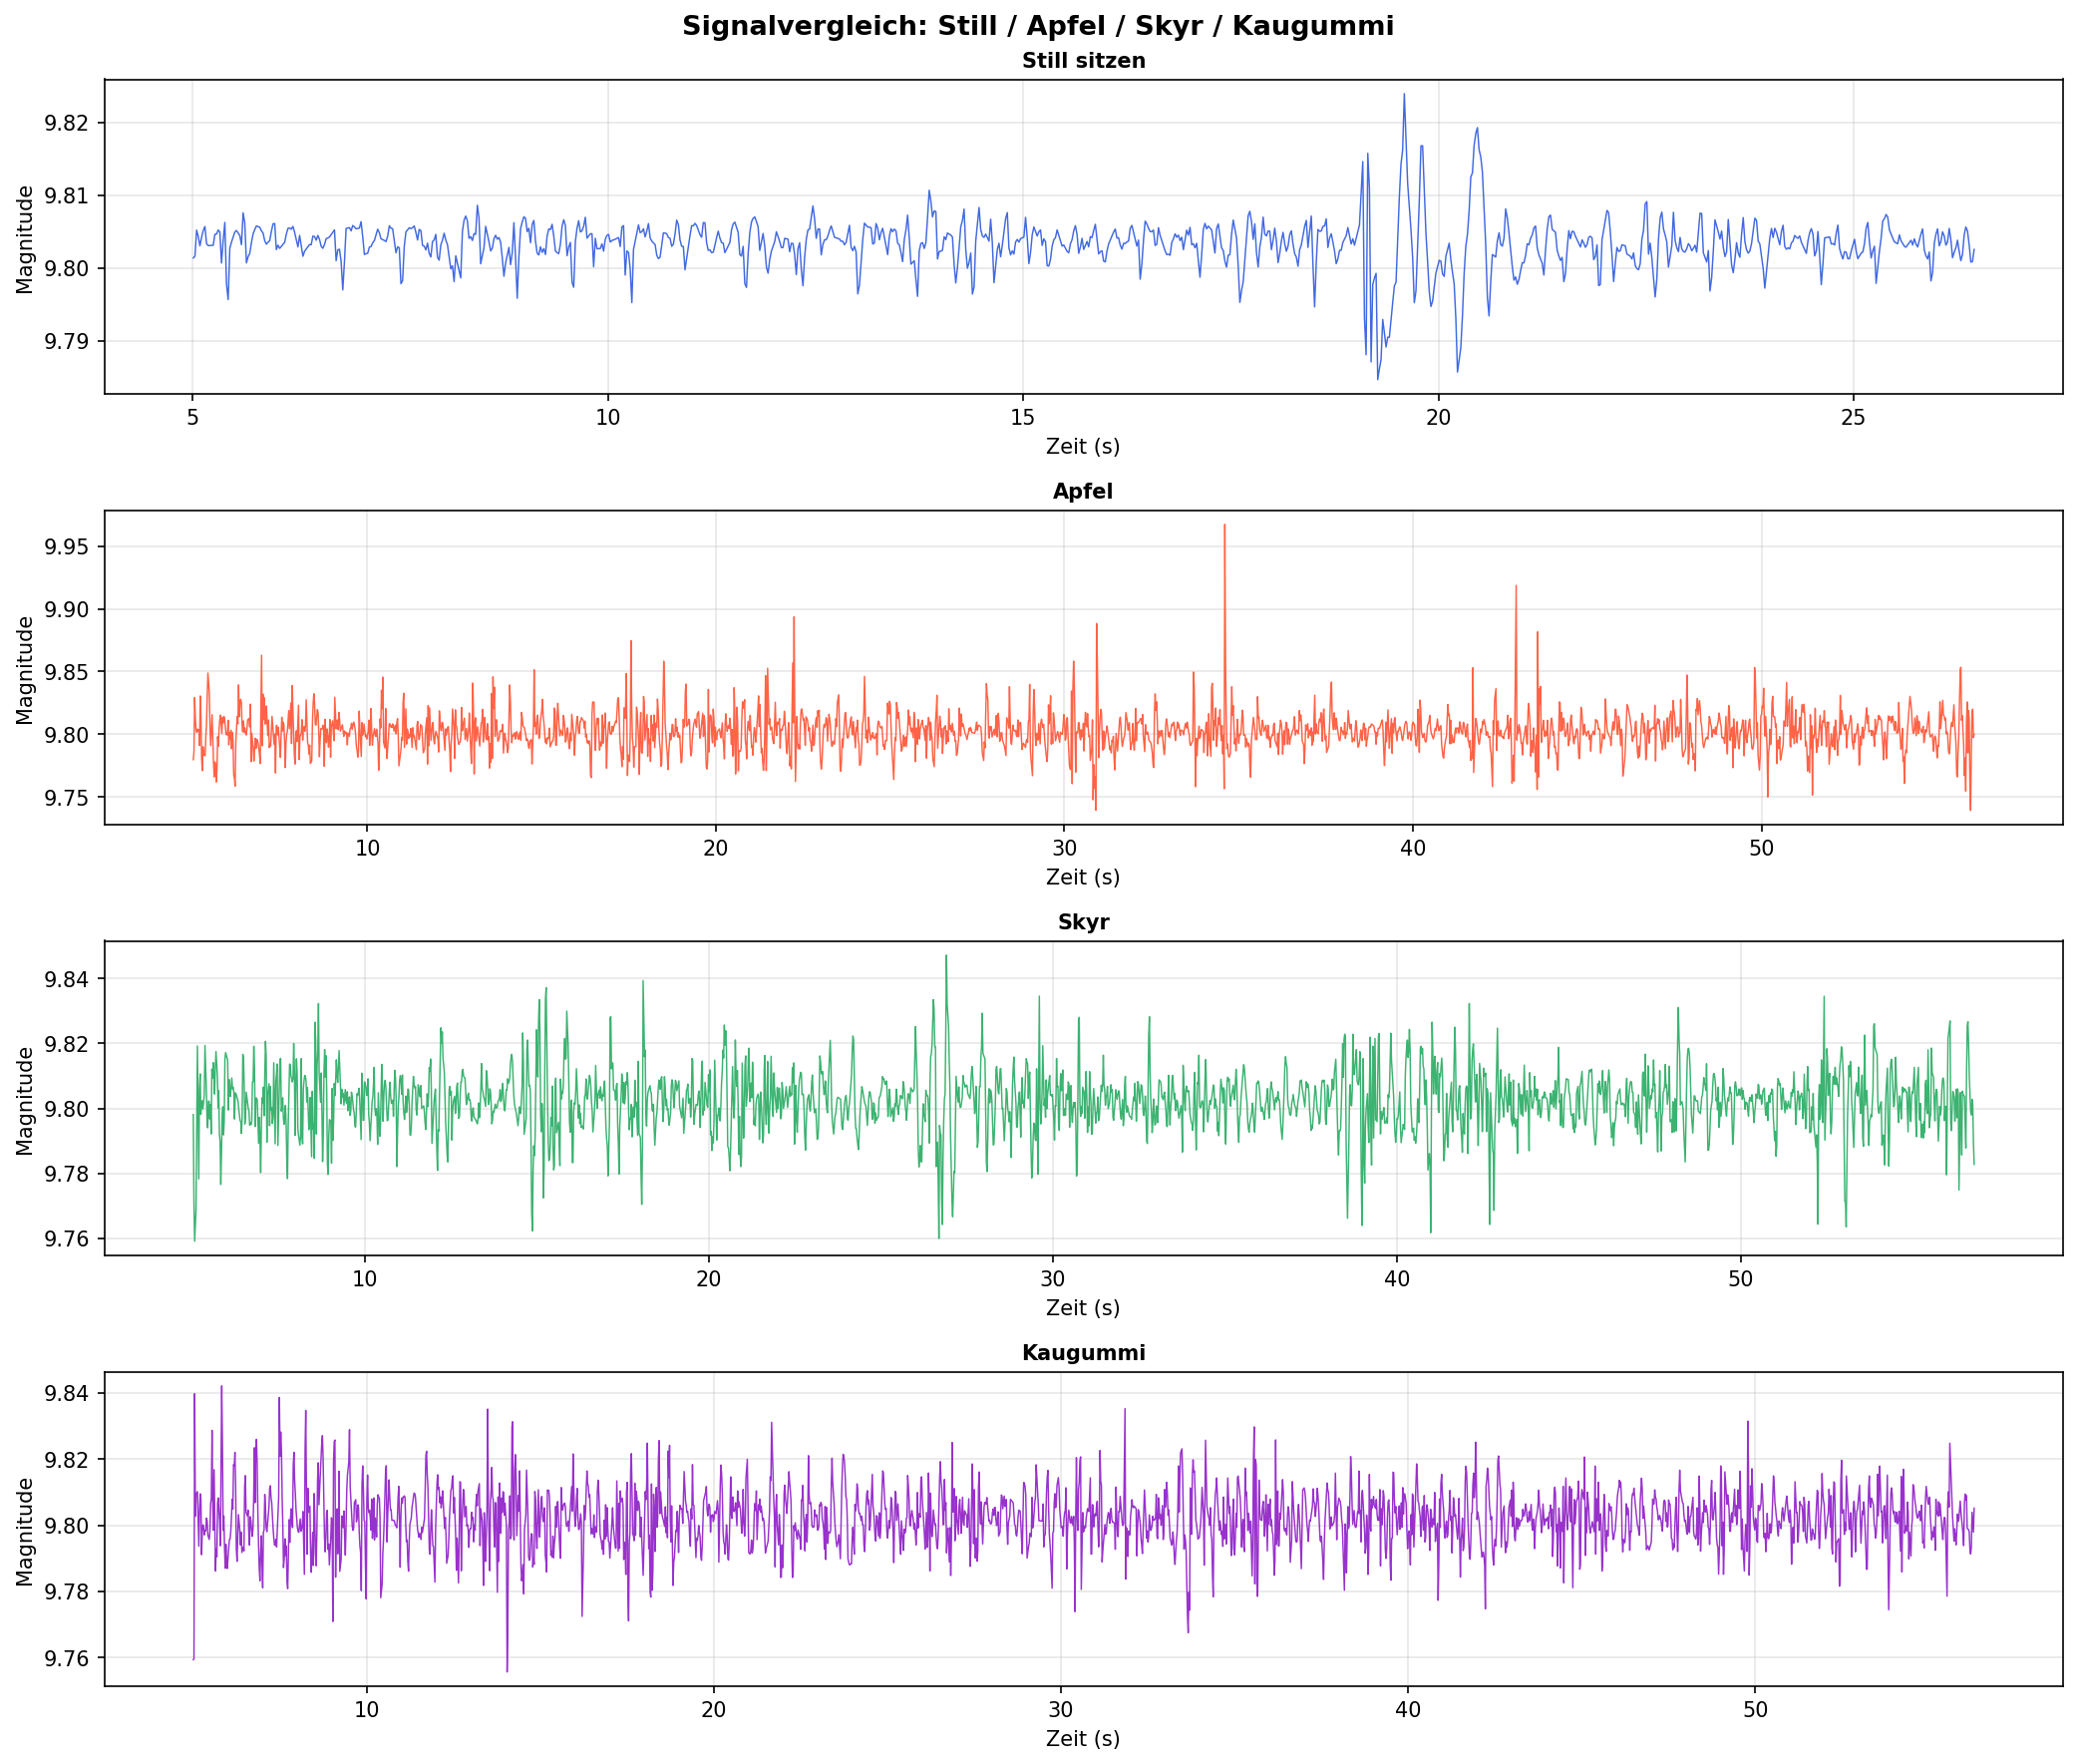 Signalvergleich: Still / Apfel / Skyr / Kaugummi
Still sitzen
Magnitude
9.82
9.81
9.80
9.79
5 10 15 20 25
Zeit (s)
Apfel
Magnitude
9.95
9.90
9.85
9.80
9.75
10 20 30 40 50
Zeit (s)
Skyr
Magnitude
9.84
9.82
9.80
9.78
9.76
10 20 30 40 50
Zeit (s)
Kaugummi
Magnitude
9.84
9.82
9.80
9.78
9.76
10 20 30 40 50
Zeit (s)